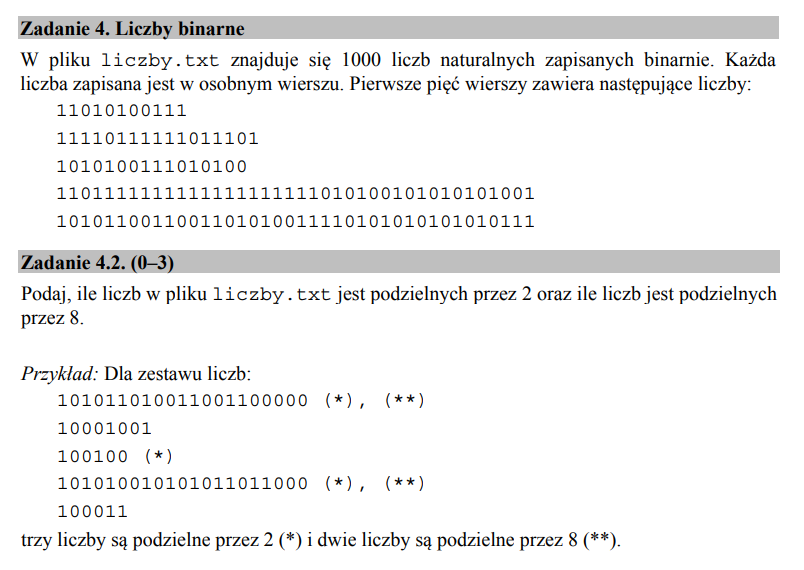 Zadanie 4. Liczby binarne
W pliku liczby.txt znajduje się 1000 liczb naturalnych zapisanych binarnie. Każda
liczba zapisana jest w osobnym wierszu. Pierwsze pięć wierszy zawiera następujące liczby:
11010100111
11110111111011101
1010100111010100
1101111111111111111111010100101010101001
1010110011001101010011110101010101010111
Zadanie 4.2. (0–3)
Podaj, ile liczb w pliku liczby.txt jest podzielnych przez 2 oraz ile liczb jest podzielnych
przez 8.
Przykład: Dla zestawu liczb:
101011010011001100000 (*), (**)
10001001
100100 (*)
101010010101011011000 (*), (**)
100011
trzy liczby są podzielne przez 2 (*) i dwie liczby są podzielne przez 8 (**).